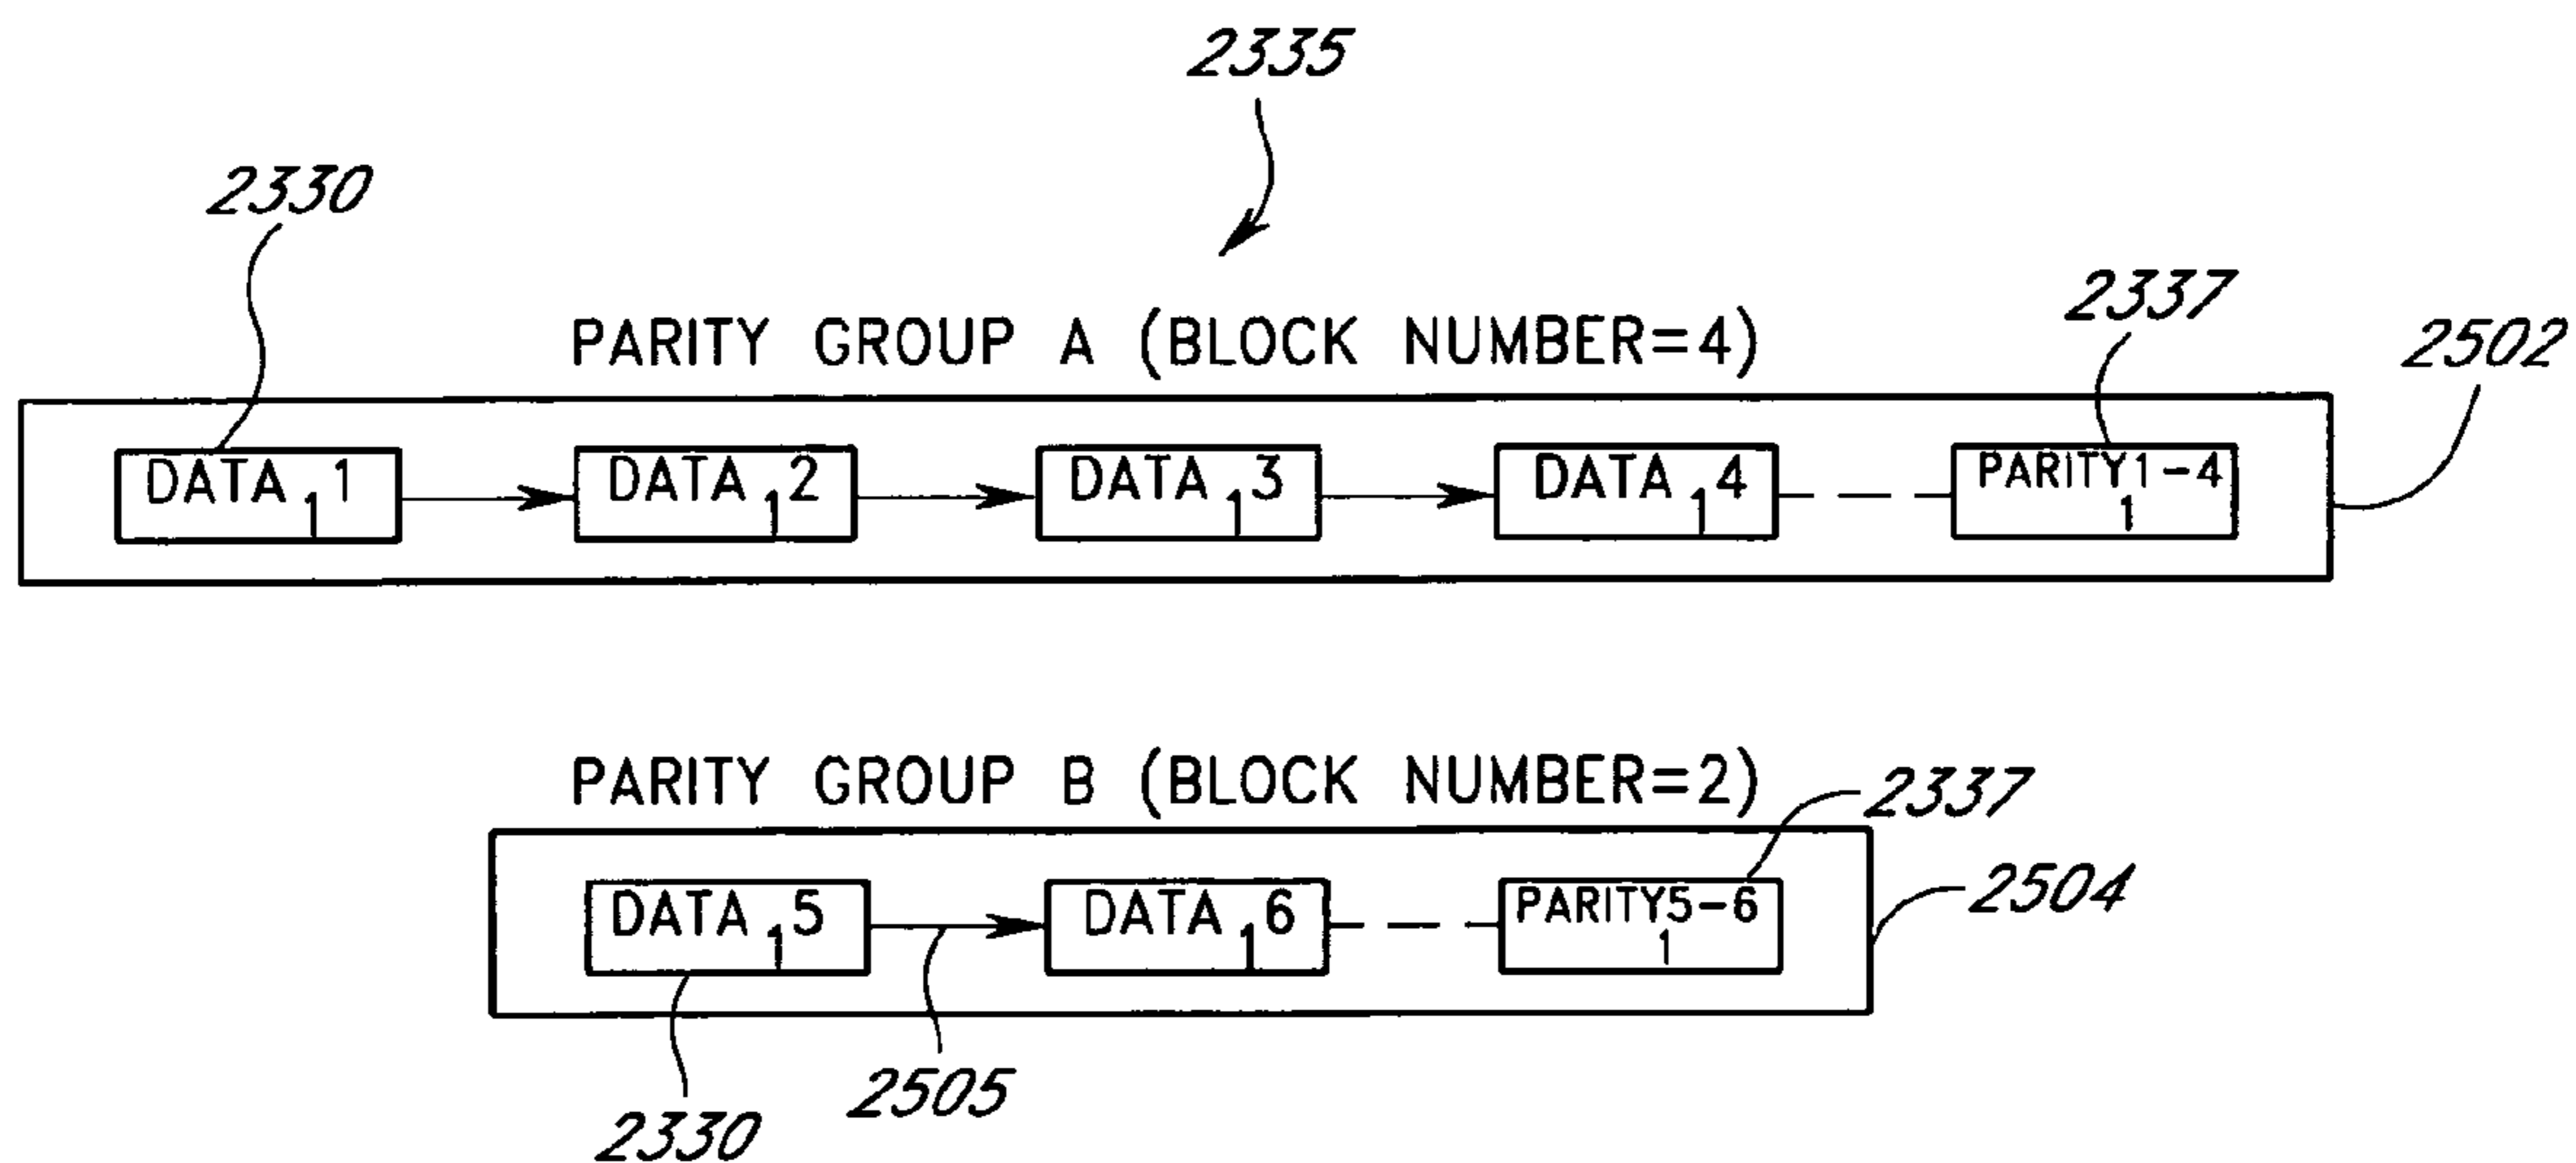 2335
2330
2337
PARITY GROUP A (BLOCK NUMBER=4)
2502
DATA 1 1
DATA 1 2
DATA 1 3
DATA 1 4
PARITY1-4
1
PARITY GROUP B (BLOCK NUMBER=2)
2337
DATA 1 5
DATA 1 6
PARITY5-6
1
2504
2505
2330